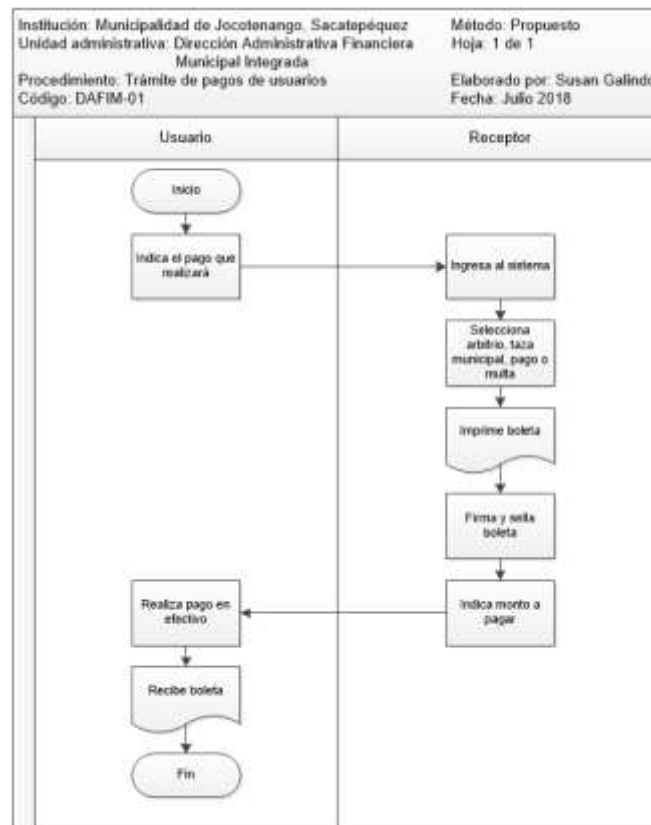 Institución: Municipalidad de Jocotenango, Sacatepéquez
Unidad administrativa: Dirección Administrativa Financiera
Municipal Integrada
Procedimiento: Trámite de pagos de usuarios
Código: DAFIM-01
Método: Propuesto
Hoja: 1 de 1
Elaborado por: Susan Galindo
Fecha: Julio 2018
Usuario
Receptor
Inicio
Indica el pago que
realizará
Ingresa al sistema
Selecciona
arbitrio, taza
municipal, pago o
multa
Imprime boleta
Firma y sella
boleta
Indica monto a
pagar
Realiza pago en
efectivo
Recibe boleta
Fin